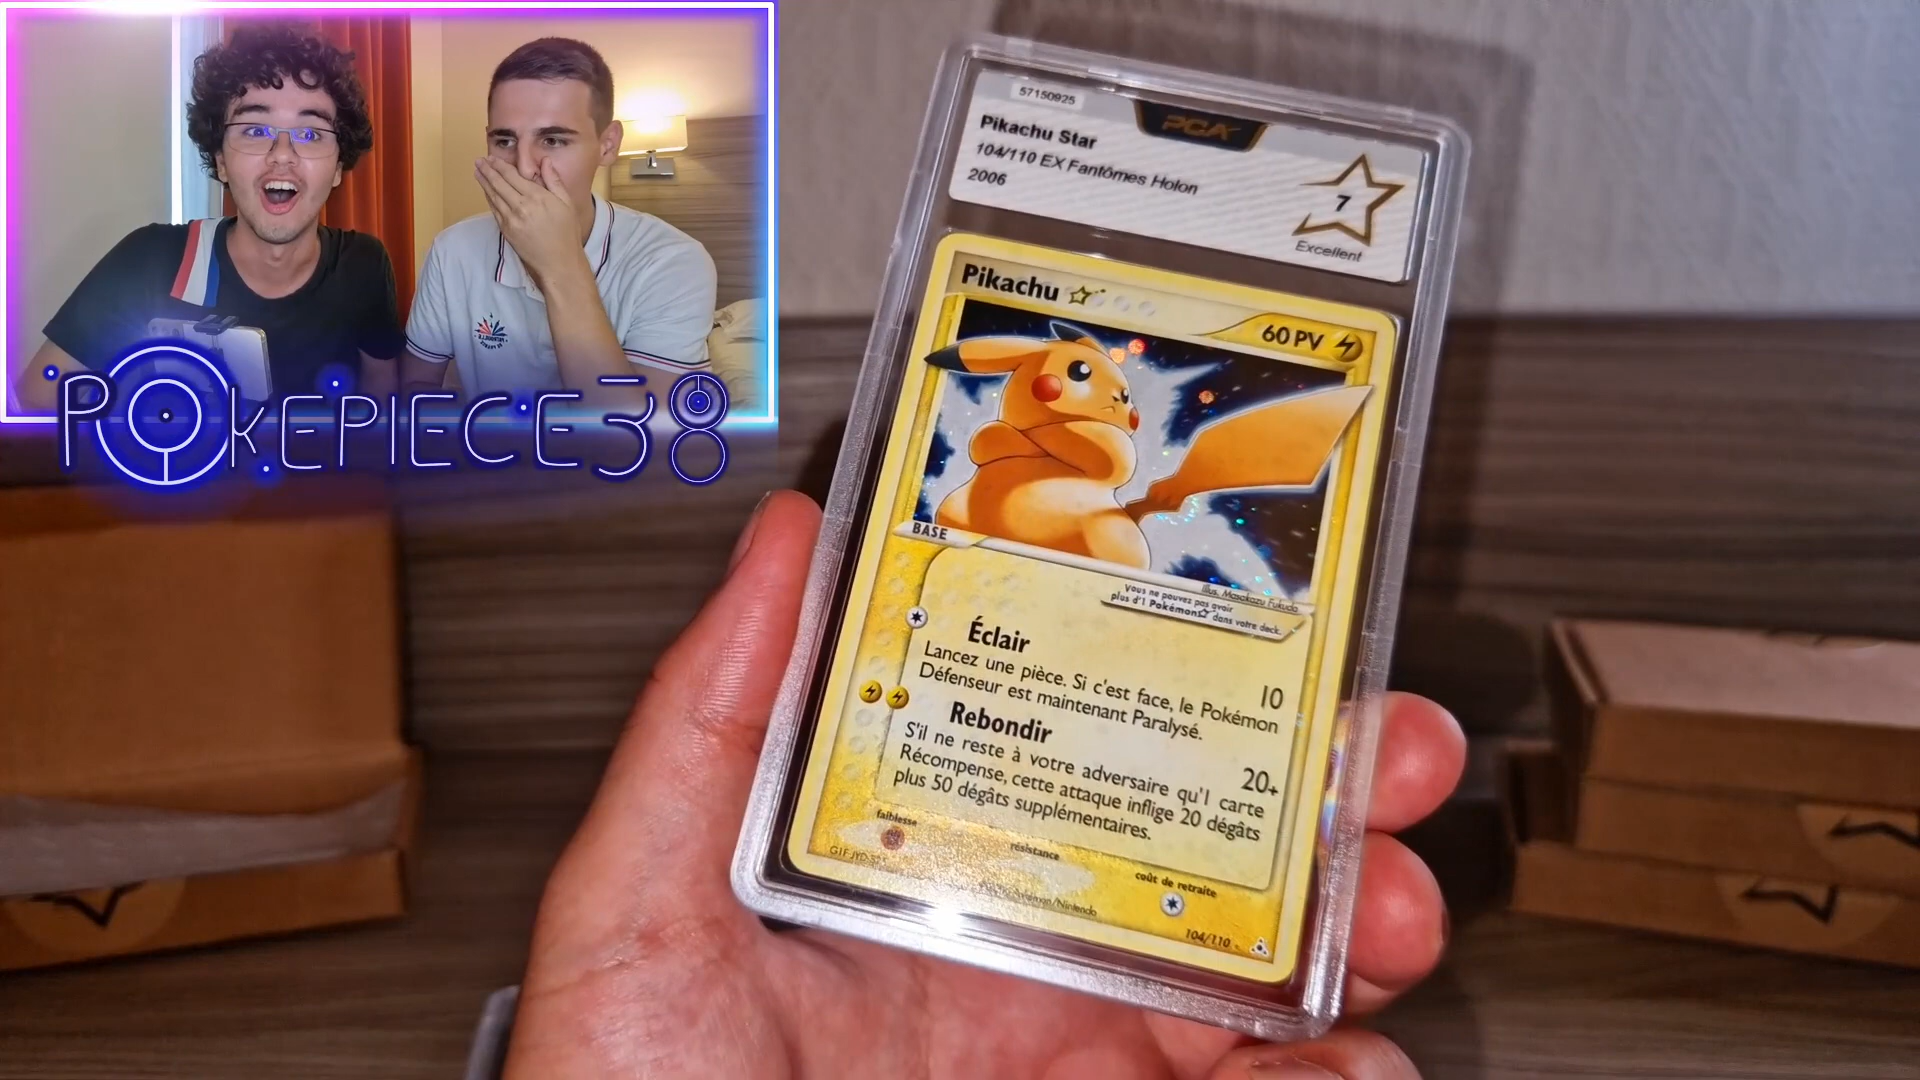 POKEPIECE38
57150925
PCA
Pikachu Star
104/110 EX Fantômes Holon
2006
7
Excellent
Pikachu
60 PV
BASE
Illus. Masakazu Fukuda
Vous ne pouvez pas avoir
plus d'1 Pokémon☆ dans votre deck.
Éclair
10
Lancez une pièce. Si c'est face, le Pokémon
Défenseur est maintenant Paralysé.
Rebondir
20+
S'il ne reste à votre adversaire qu'1 carte
Récompense, cette attaque inflige 20 dégâts
plus 50 dégâts supplémentaires.
faiblesse
résistance
coût de retraite
104/110